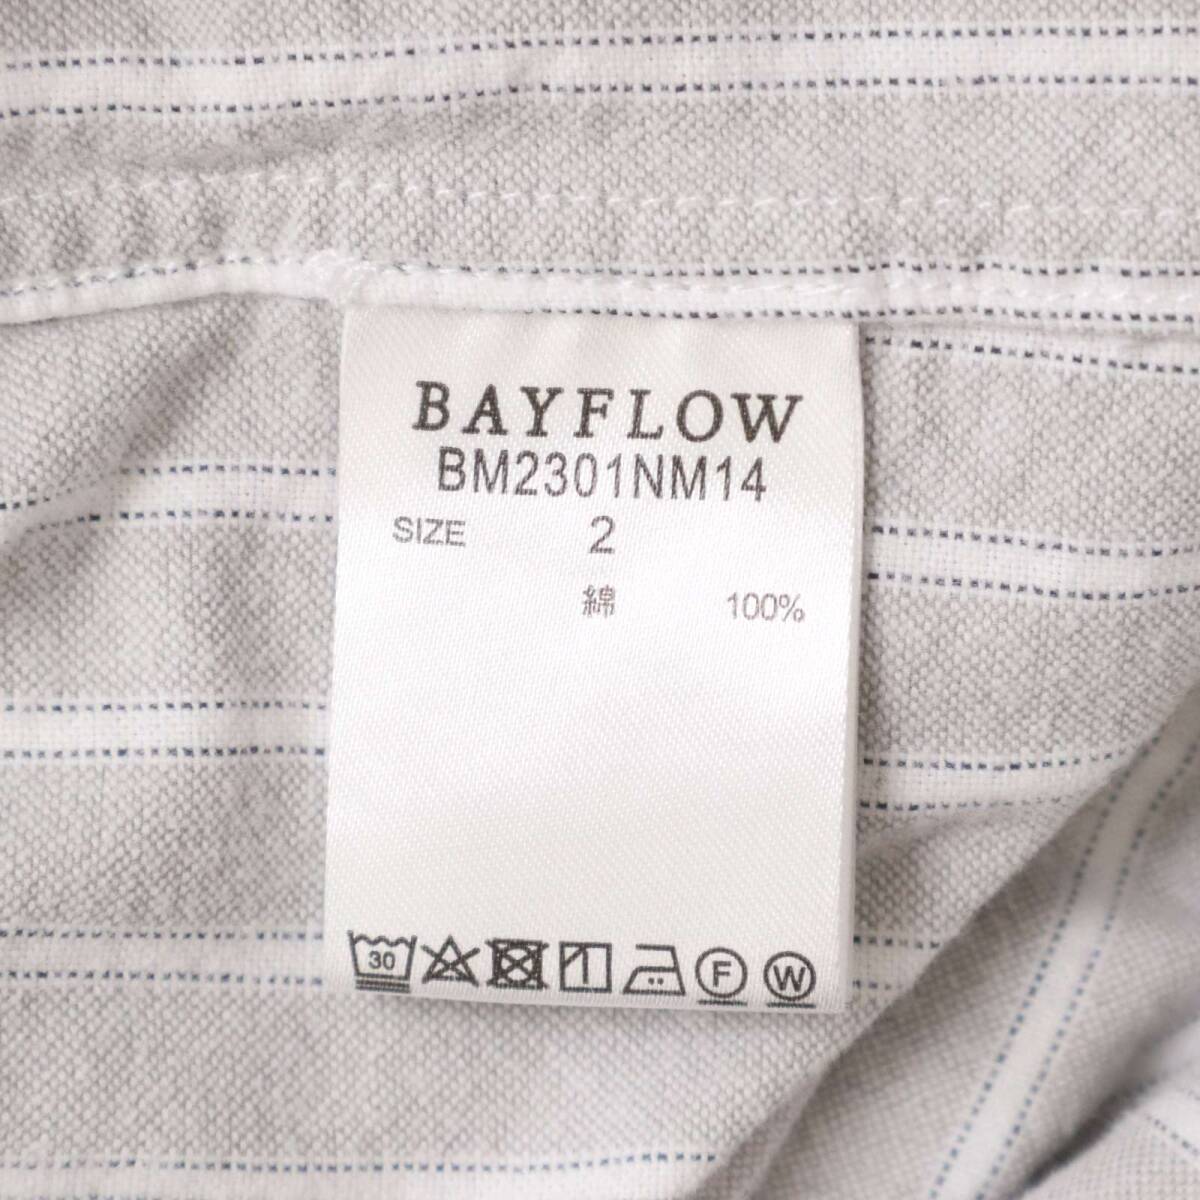 BAYFLOW
BM2301NM14
SIZE 2
綿 100%
30 F W